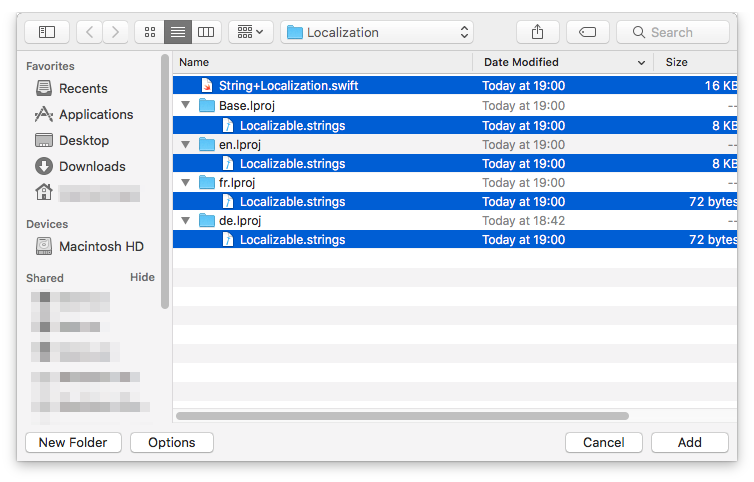 Localization
Search
Favorites
Recents
Applications
Desktop
Downloads
Devices
Macintosh HD
Shared
Hide
Name
Date Modified
Size
String+Localization.swift
Today at 19:00
16 KB
Base.lproj
Today at 19:00
--
Localizable.strings
Today at 19:00
8 KB
en.lproj
Today at 19:00
--
Localizable.strings
Today at 19:00
8 KB
fr.lproj
Today at 19:00
--
Localizable.strings
Today at 19:00
72 bytes
de.lproj
Today at 18:42
--
Localizable.strings
Today at 19:00
72 bytes
New Folder
Options
Cancel
Add